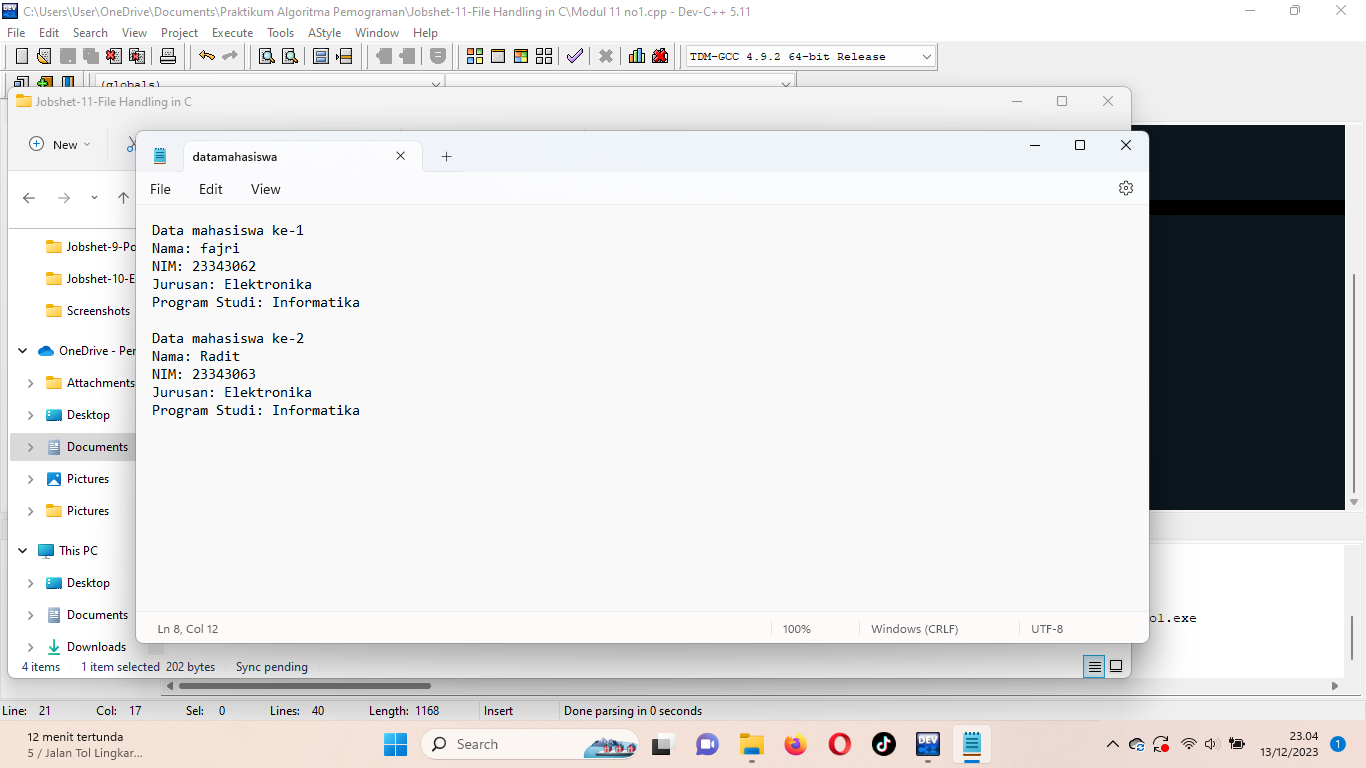 C:\Users\User\OneDrive\Documents\Praktikum Algoritma Pemograman\Jobshet-11-File Handling in C\Modul 11 no1.cpp - Dev-C++ 5.11
File Edit Search View Project Execute Tools AStyle Window Help
TDM-GCC 4.9.2 64-bit Release
(globals)
Jobshet-11-File Handling in C
New
datamahasiswa
File Edit View
Jobshet-9-Po
Jobshet-10-E
Screenshots
OneDrive - Per
Attachments
Desktop
Documents
Pictures
Pictures
This PC
Desktop
Documents
Downloads
Data mahasiswa ke-1
Nama: fajri
NIM: 23343062
Jurusan: Elektronika
Program Studi: Informatika
Data mahasiswa ke-2
Nama: Radit
NIM: 23343063
Jurusan: Elektronika
Program Studi: Informatika
o1.exe
Ln 8, Col 12 100% Windows (CRLF) UTF-8
4 items 1 item selected 202 bytes Sync pending
Line: 21 Col: 17 Sel: 0 Lines: 40 Length: 1168 Insert Done parsing in 0 seconds
12 menit tertunda
5 / Jalan Tol Lingkar...
Search
DEV
23.04
13/12/2023
1